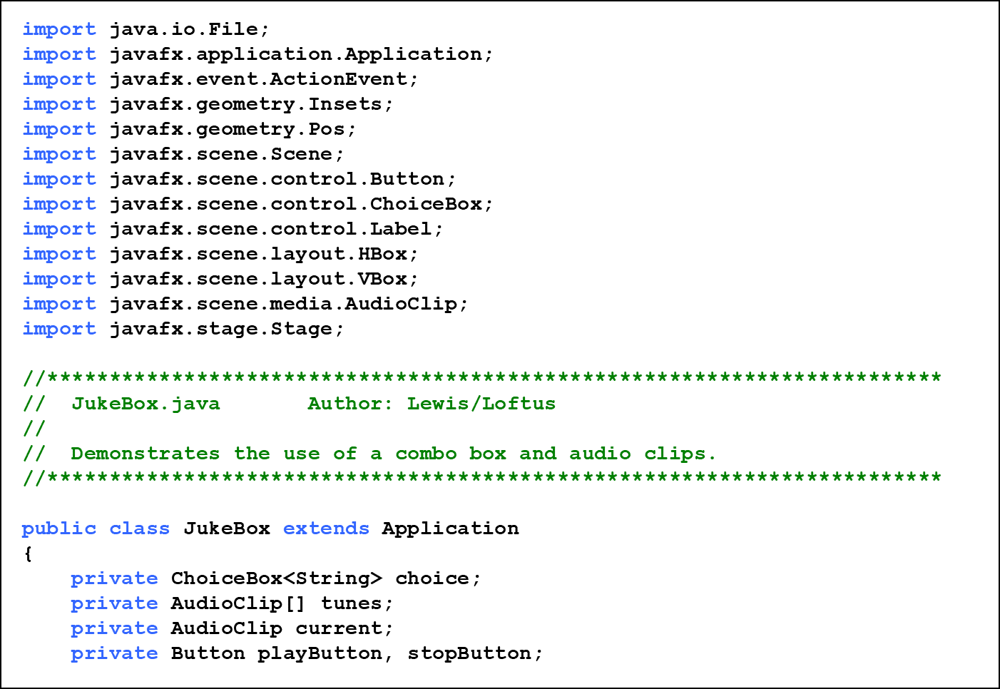 import java.io.File;
import javafx.application.Application;
import javafx.event.ActionEvent;
import javafx.geometry.Insets;
import javafx.geometry.Pos;
import javafx.scene.Scene;
import javafx.scene.control.Button;
import javafx.scene.control.ChoiceBox;
import javafx.scene.control.Label;
import javafx.scene.layout.HBox;
import javafx.scene.layout.VBox;
import javafx.scene.media.AudioClip;
import javafx.stage.Stage;

//************************************************************************
//  JukeBox.java       Author: Lewis/Loftus
//
//  Demonstrates the use of a combo box and audio clips.
//************************************************************************

public class JukeBox extends Application
{
    private ChoiceBox<String> choice;
    private AudioClip[] tunes;
    private AudioClip current;
    private Button playButton, stopButton;